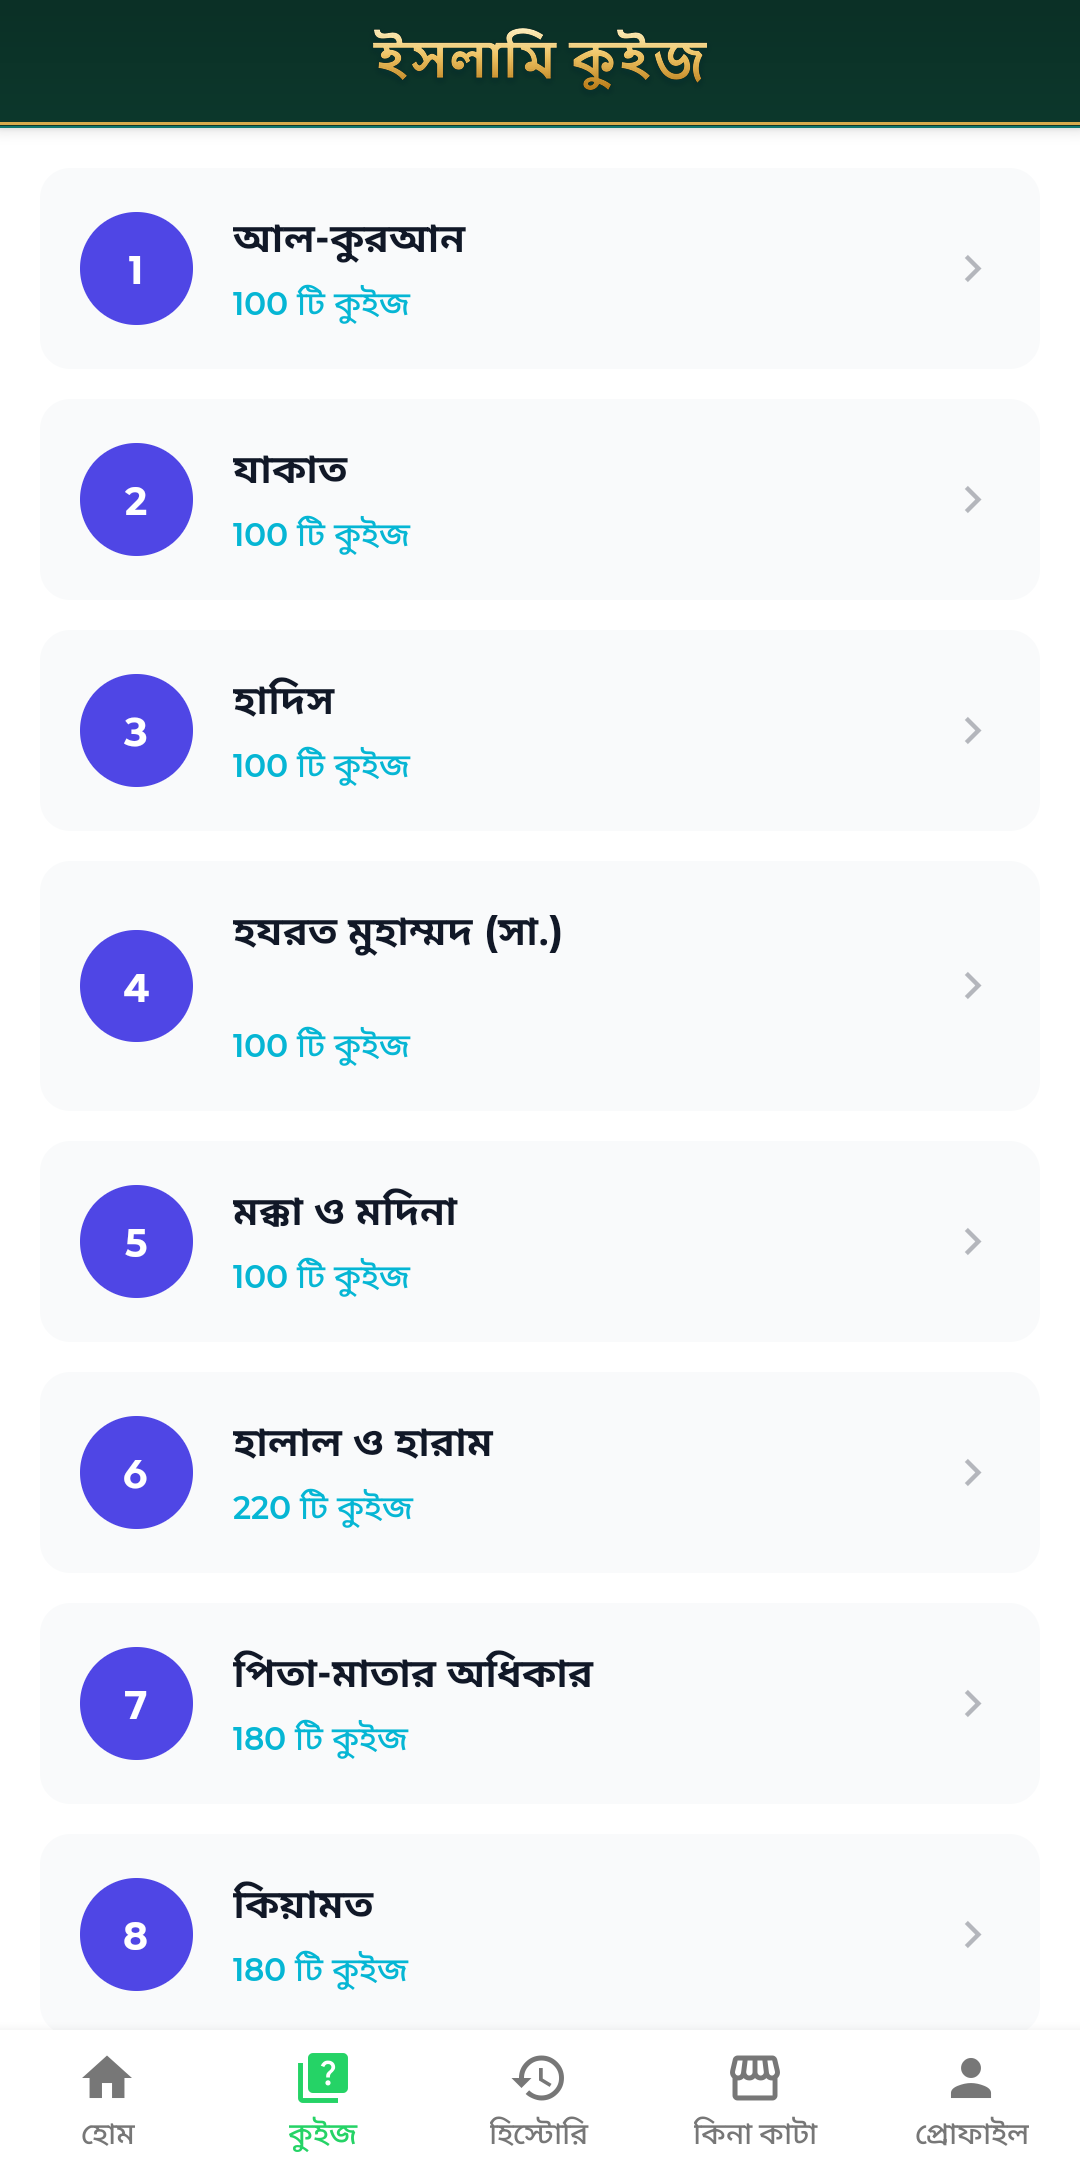 ইসলামি কুইজ
1
আল-কুরআন
100 টি কুইজ
2
যাকাত
100 টি কুইজ
3
হাদিস
100 টি কুইজ
4
হযরত মুহাম্মদ (সা.)
100 টি কুইজ
5
মক্কা ও মদিনা
100 টি কুইজ
6
হালাল ও হারাম
220 টি কুইজ
7
পিতা-মাতার অধিকার
180 টি কুইজ
8
কিয়ামত
180 টি কুইজ
হোম কুইজ হিস্টোরি কিনা কাটা প্রোফাইল